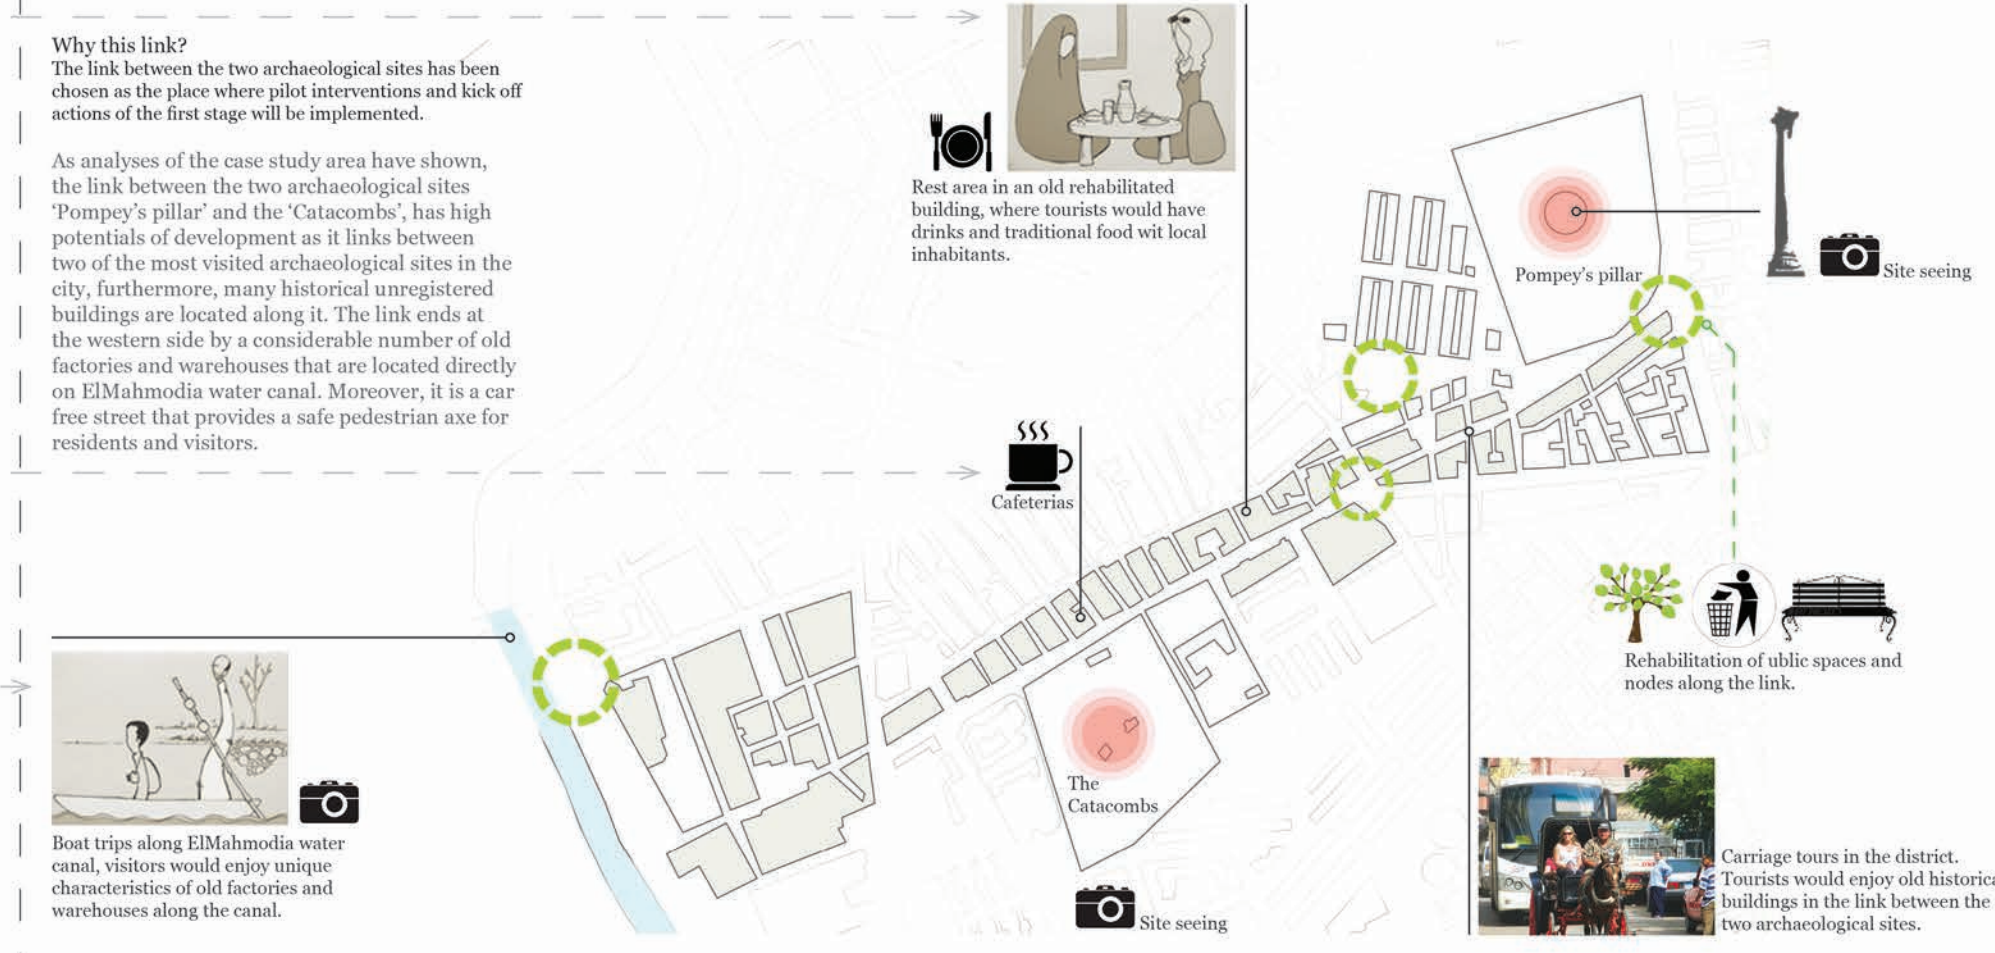 Why this link?
The link between the two archaeological sites has been
chosen as the place where pilot interventions and kick off
actions of the first stage will be implemented.
As analyses of the case study area have shown,
the link between the two archaeological sites
‘Pompey’s pillar’ and the ‘Catacombs’, has high
potentials of development as it links between
two of the most visited archaeological sites in the
city, furthermore, many historical unregistered
buildings are located along it. The link ends at
the western side by a considerable number of old
factories and warehouses that are located directly
on ElMahmodia water canal. Moreover, it is a car
free street that provides a safe pedestrian axe for
residents and visitors.
Rest area in an old rehabilitated
building, where tourists would have
drinks and traditional food wit local
inhabitants.
Pompey’s pillar
Site seeing
Cafeterias
Rehabilitation of ublic spaces and
nodes along the link.
The
Catacombs
Site seeing
Boat trips along ElMahmodia water
canal, visitors would enjoy unique
characteristics of old factories and
warehouses along the canal.
Carriage tours in the district.
Tourists would enjoy old historica
buildings in the link between the
two archaeological sites.